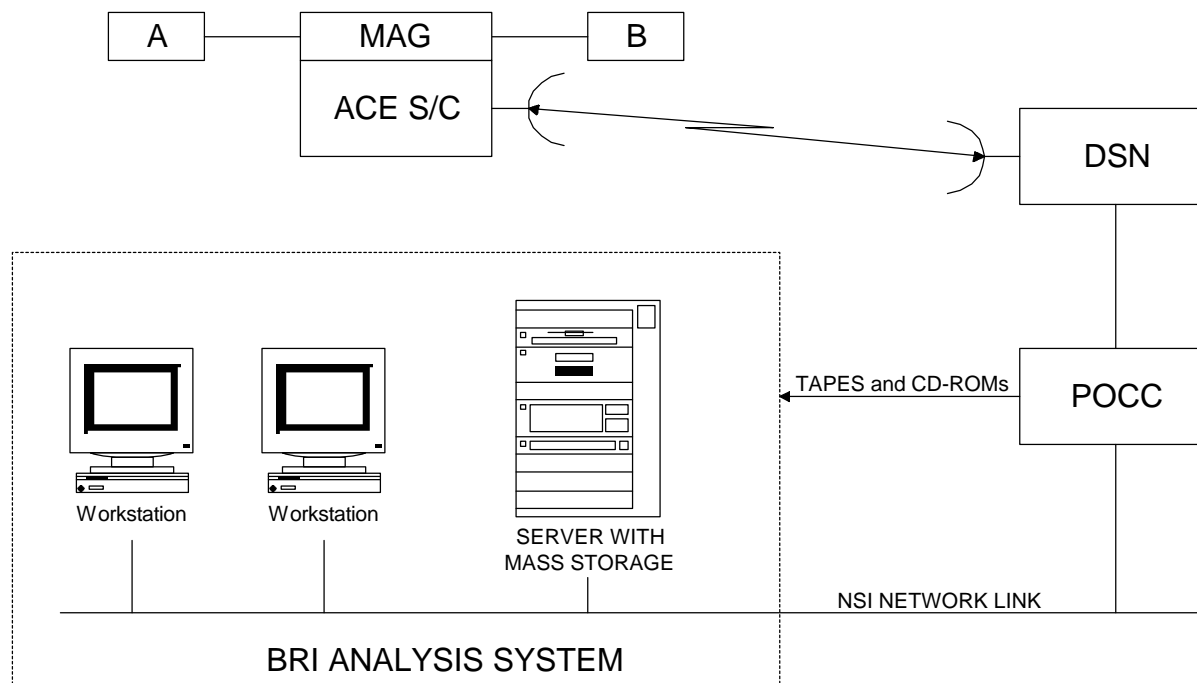 A
MAG
B
ACE S/C
DSN
TAPES and CD-ROMs
POCC
Workstation
Workstation
SERVER WITH
MASS STORAGE
NSI NETWORK LINK
BRI ANALYSIS SYSTEM